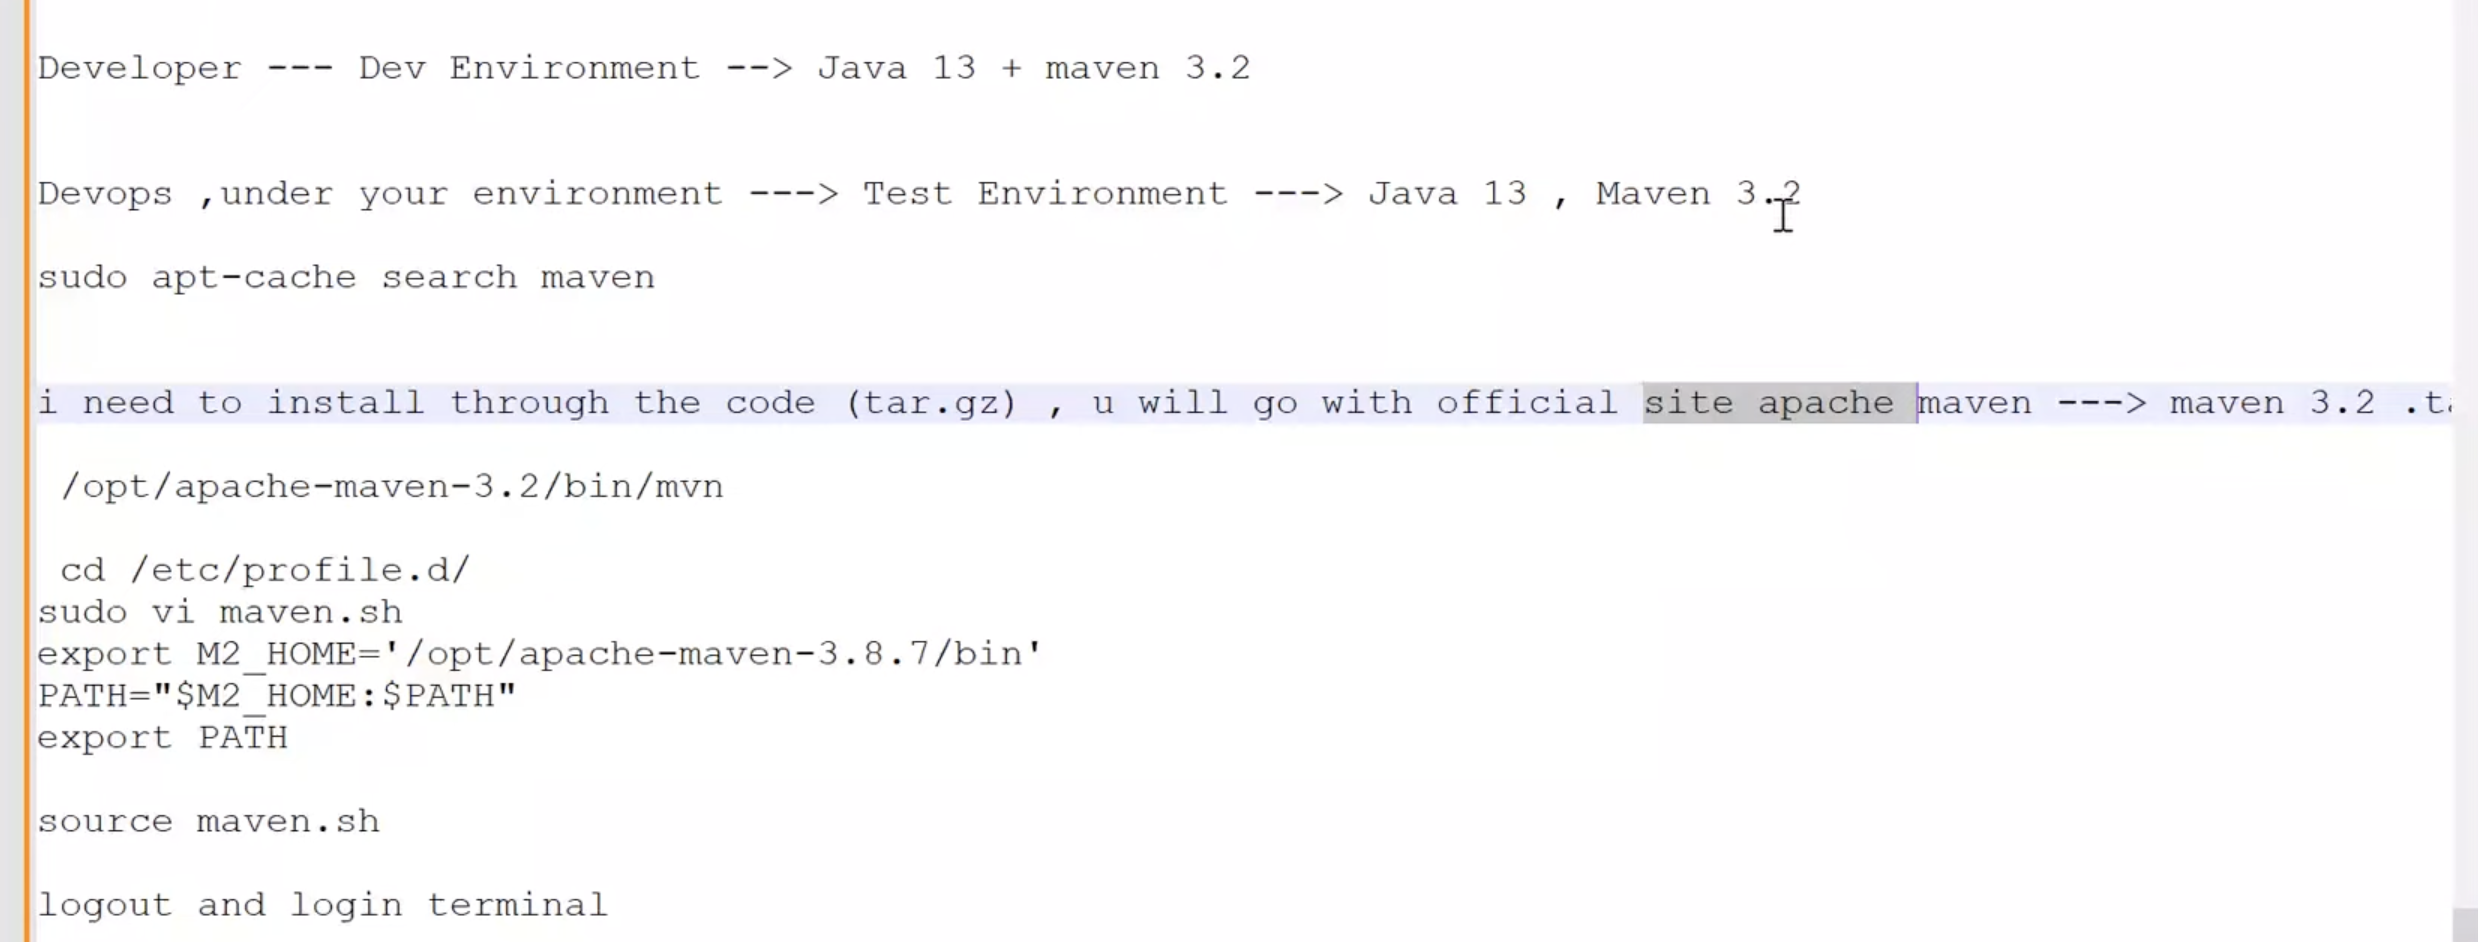 Developer --- Dev Environment --> Java 13 + maven 3.2
Devops ,under your environment ---> Test Environment ---> Java 13 , Maven 3.2
sudo apt-cache search maven
i need to install through the code (tar.gz) , u will go with official site apache maven ---> maven 3.2
/opt/apache-maven-3.2/bin/mvn
cd /etc/profile.d/
sudo vi maven.sh
export M2_HOME='/opt/apache-maven-3.8.7/bin'
PATH="$M2_HOME:$PATH"
export PATH
source maven.sh
logout and login terminal